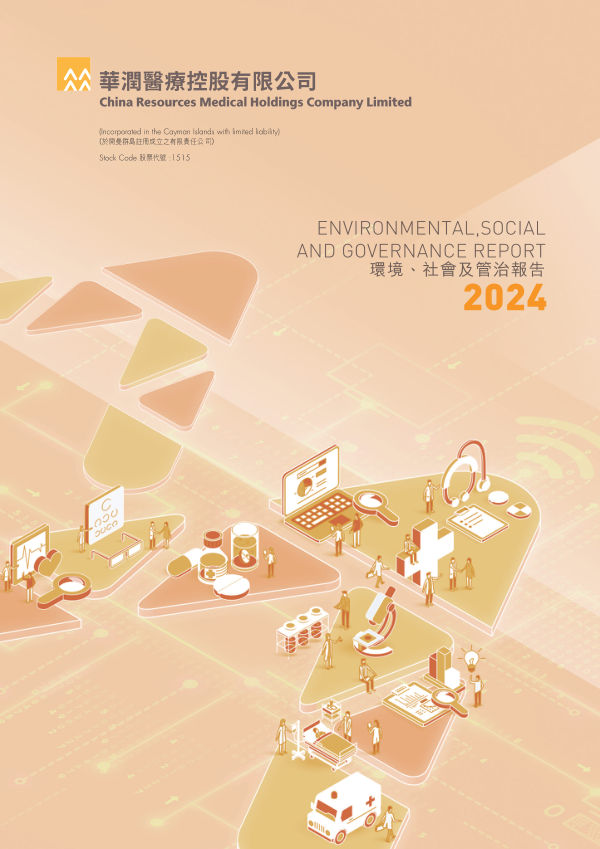 華潤醫療控股有限公司
China Resources Medical Holdings Company Limited
(Incorporated in the Cayman Islands with limited liability)
(於開曼群島註冊成立之有限責任公司)
Stock Code 股票代號 :1515
ENVIRONMENTAL,SOCIAL
AND GOVERNANCE REPORT
環境、社會及管治報告
2024